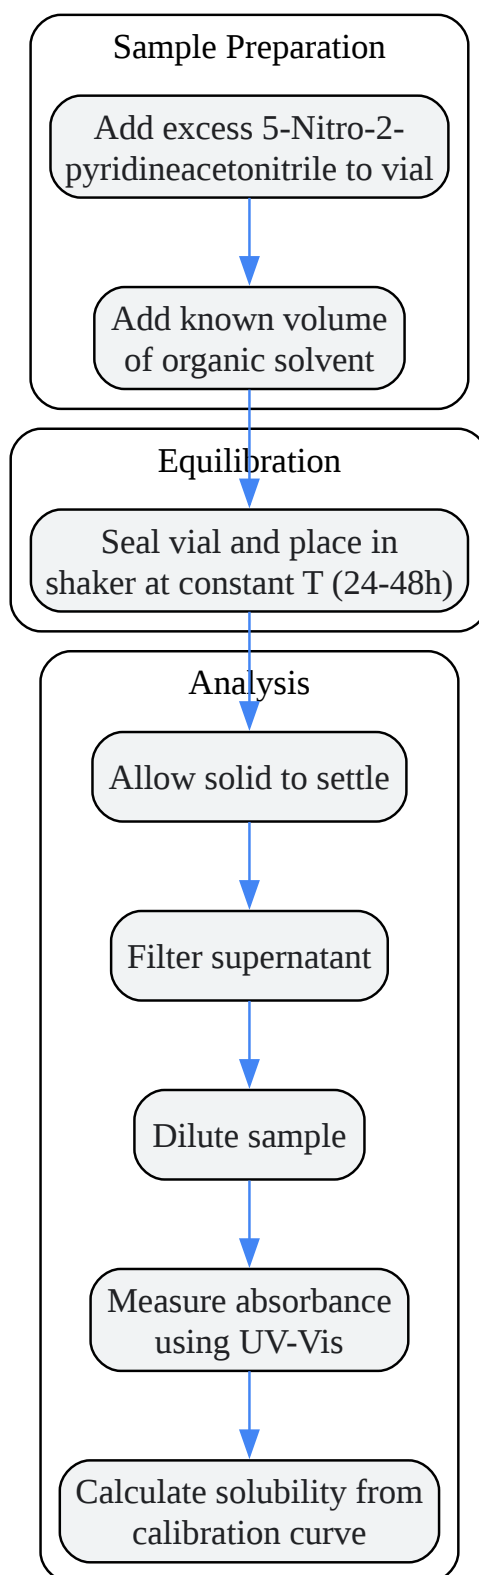 Sample Preparation
Add excess 5-Nitro-2-
pyridineacetonitrile to vial
Add known volume
of organic solvent
Equilibration
Seal vial and place in
shaker at constant T (24-48h)
Analysis
Allow solid to settle
Filter supernatant
Dilute sample
Measure absorbance
using UV-Vis
Calculate solubility from
calibration curve